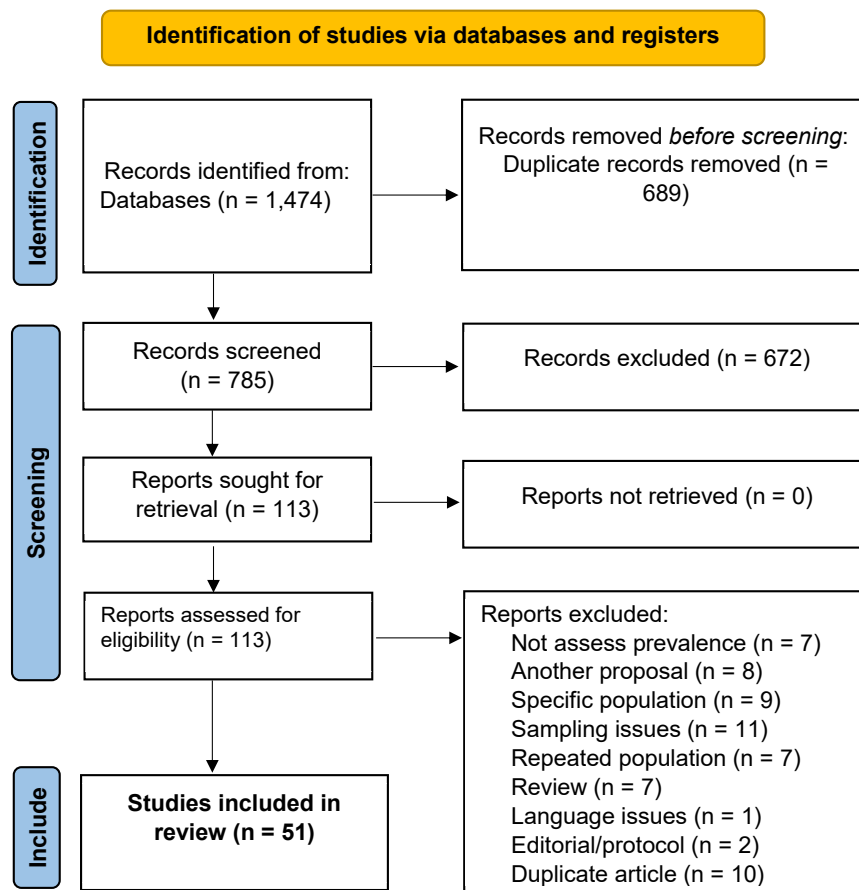 Identification of studies via databases and registers
Identification
Records identified from:
Databases (n = 1,474)
Records removed before screening:
Duplicate records removed (n =
689)
Screening
Records screened
(n = 785)
Records excluded (n = 672)
Reports sought for
retrieval (n = 113)
Reports not retrieved (n = 0)
Reports assessed for
eligibility (n = 113)
Reports excluded:
Not assess prevalence (n = 7)
Another proposal (n = 8)
Specific population (n = 9)
Sampling issues (n = 11)
Repeated population (n = 7)
Review (n = 7)
Language issues (n = 1)
Editorial/protocol (n = 2)
Duplicate article (n = 10)
Include
Studies included in
review (n = 51)